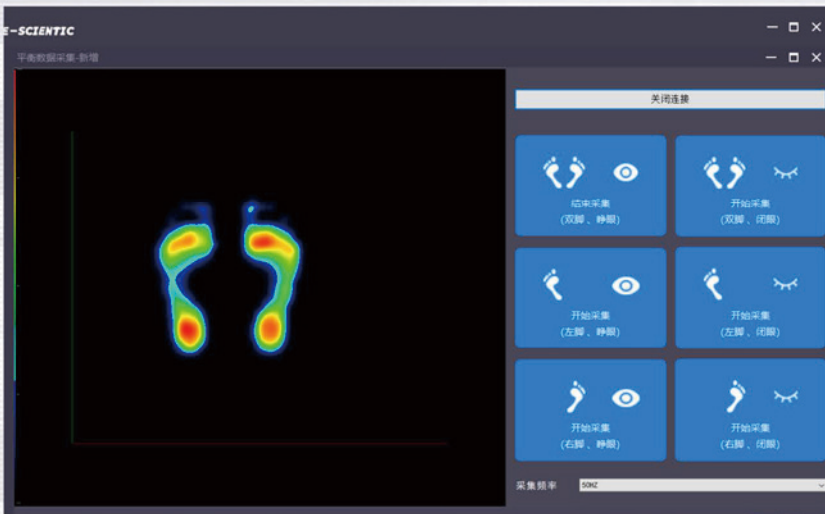 E-SCIENTIC
平衡数据采集-新增
关闭连接
结束采集
(双脚、睁眼)
开始采集
(双脚、闭眼)
开始采集
(左脚、睁眼)
开始采集
(左脚、闭眼)
开始采集
(右脚、睁眼)
开始采集
(右脚、闭眼)
采集频率
50HZ